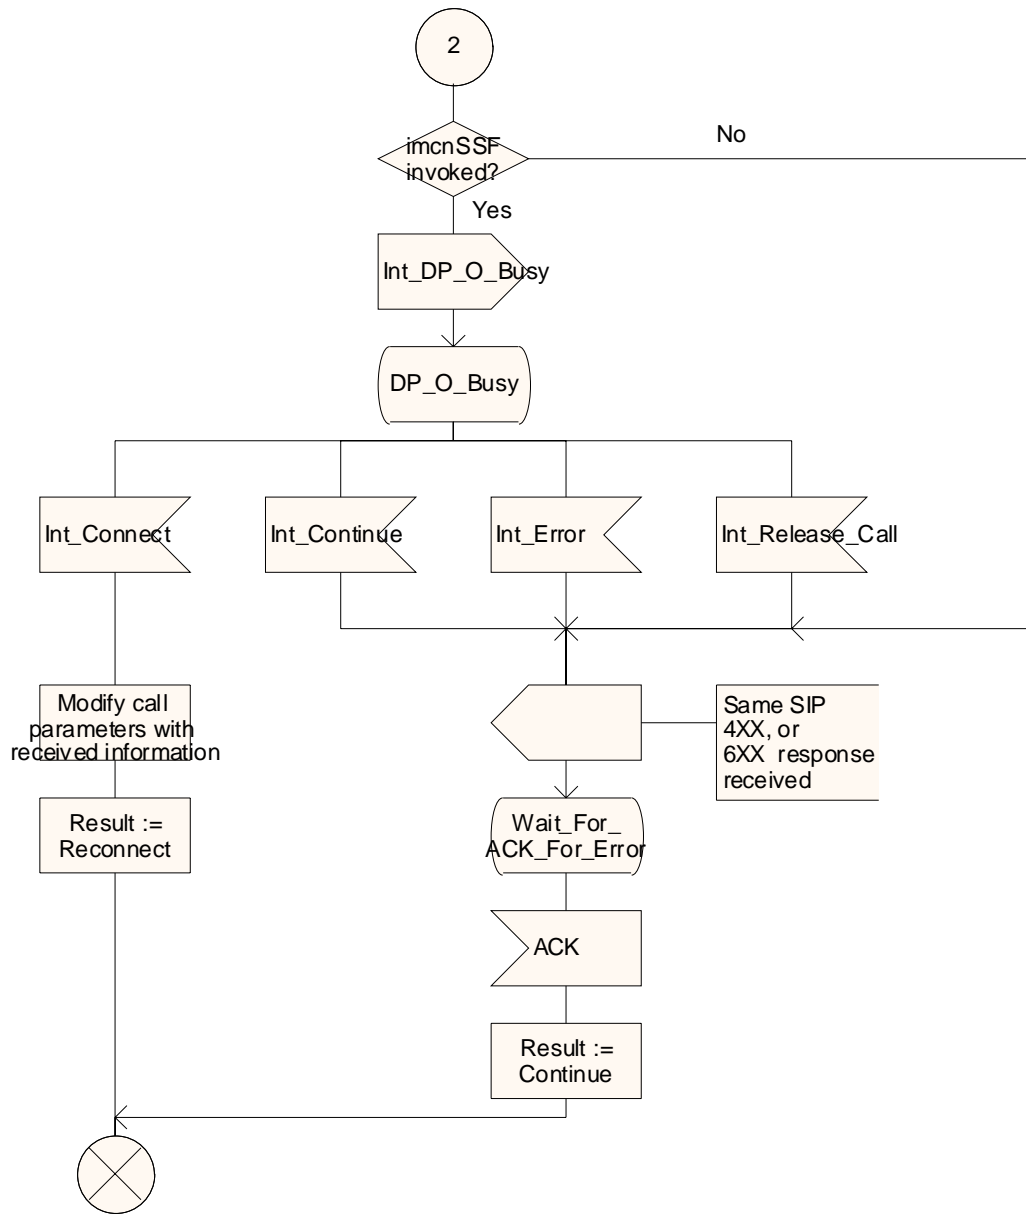 2
imcnSSF
invoked?
No
Yes
Int_DP_O_Busy
DP_O_Busy
Int_Connect
Int_Continue
Int_Error
Int_Release_Call
Modify call
parameters with
received information
Same SIP
4XX, or
6XX response
received
Result :=
Reconnect
Wait_For_
ACK_For_Error
ACK
Result :=
Continue